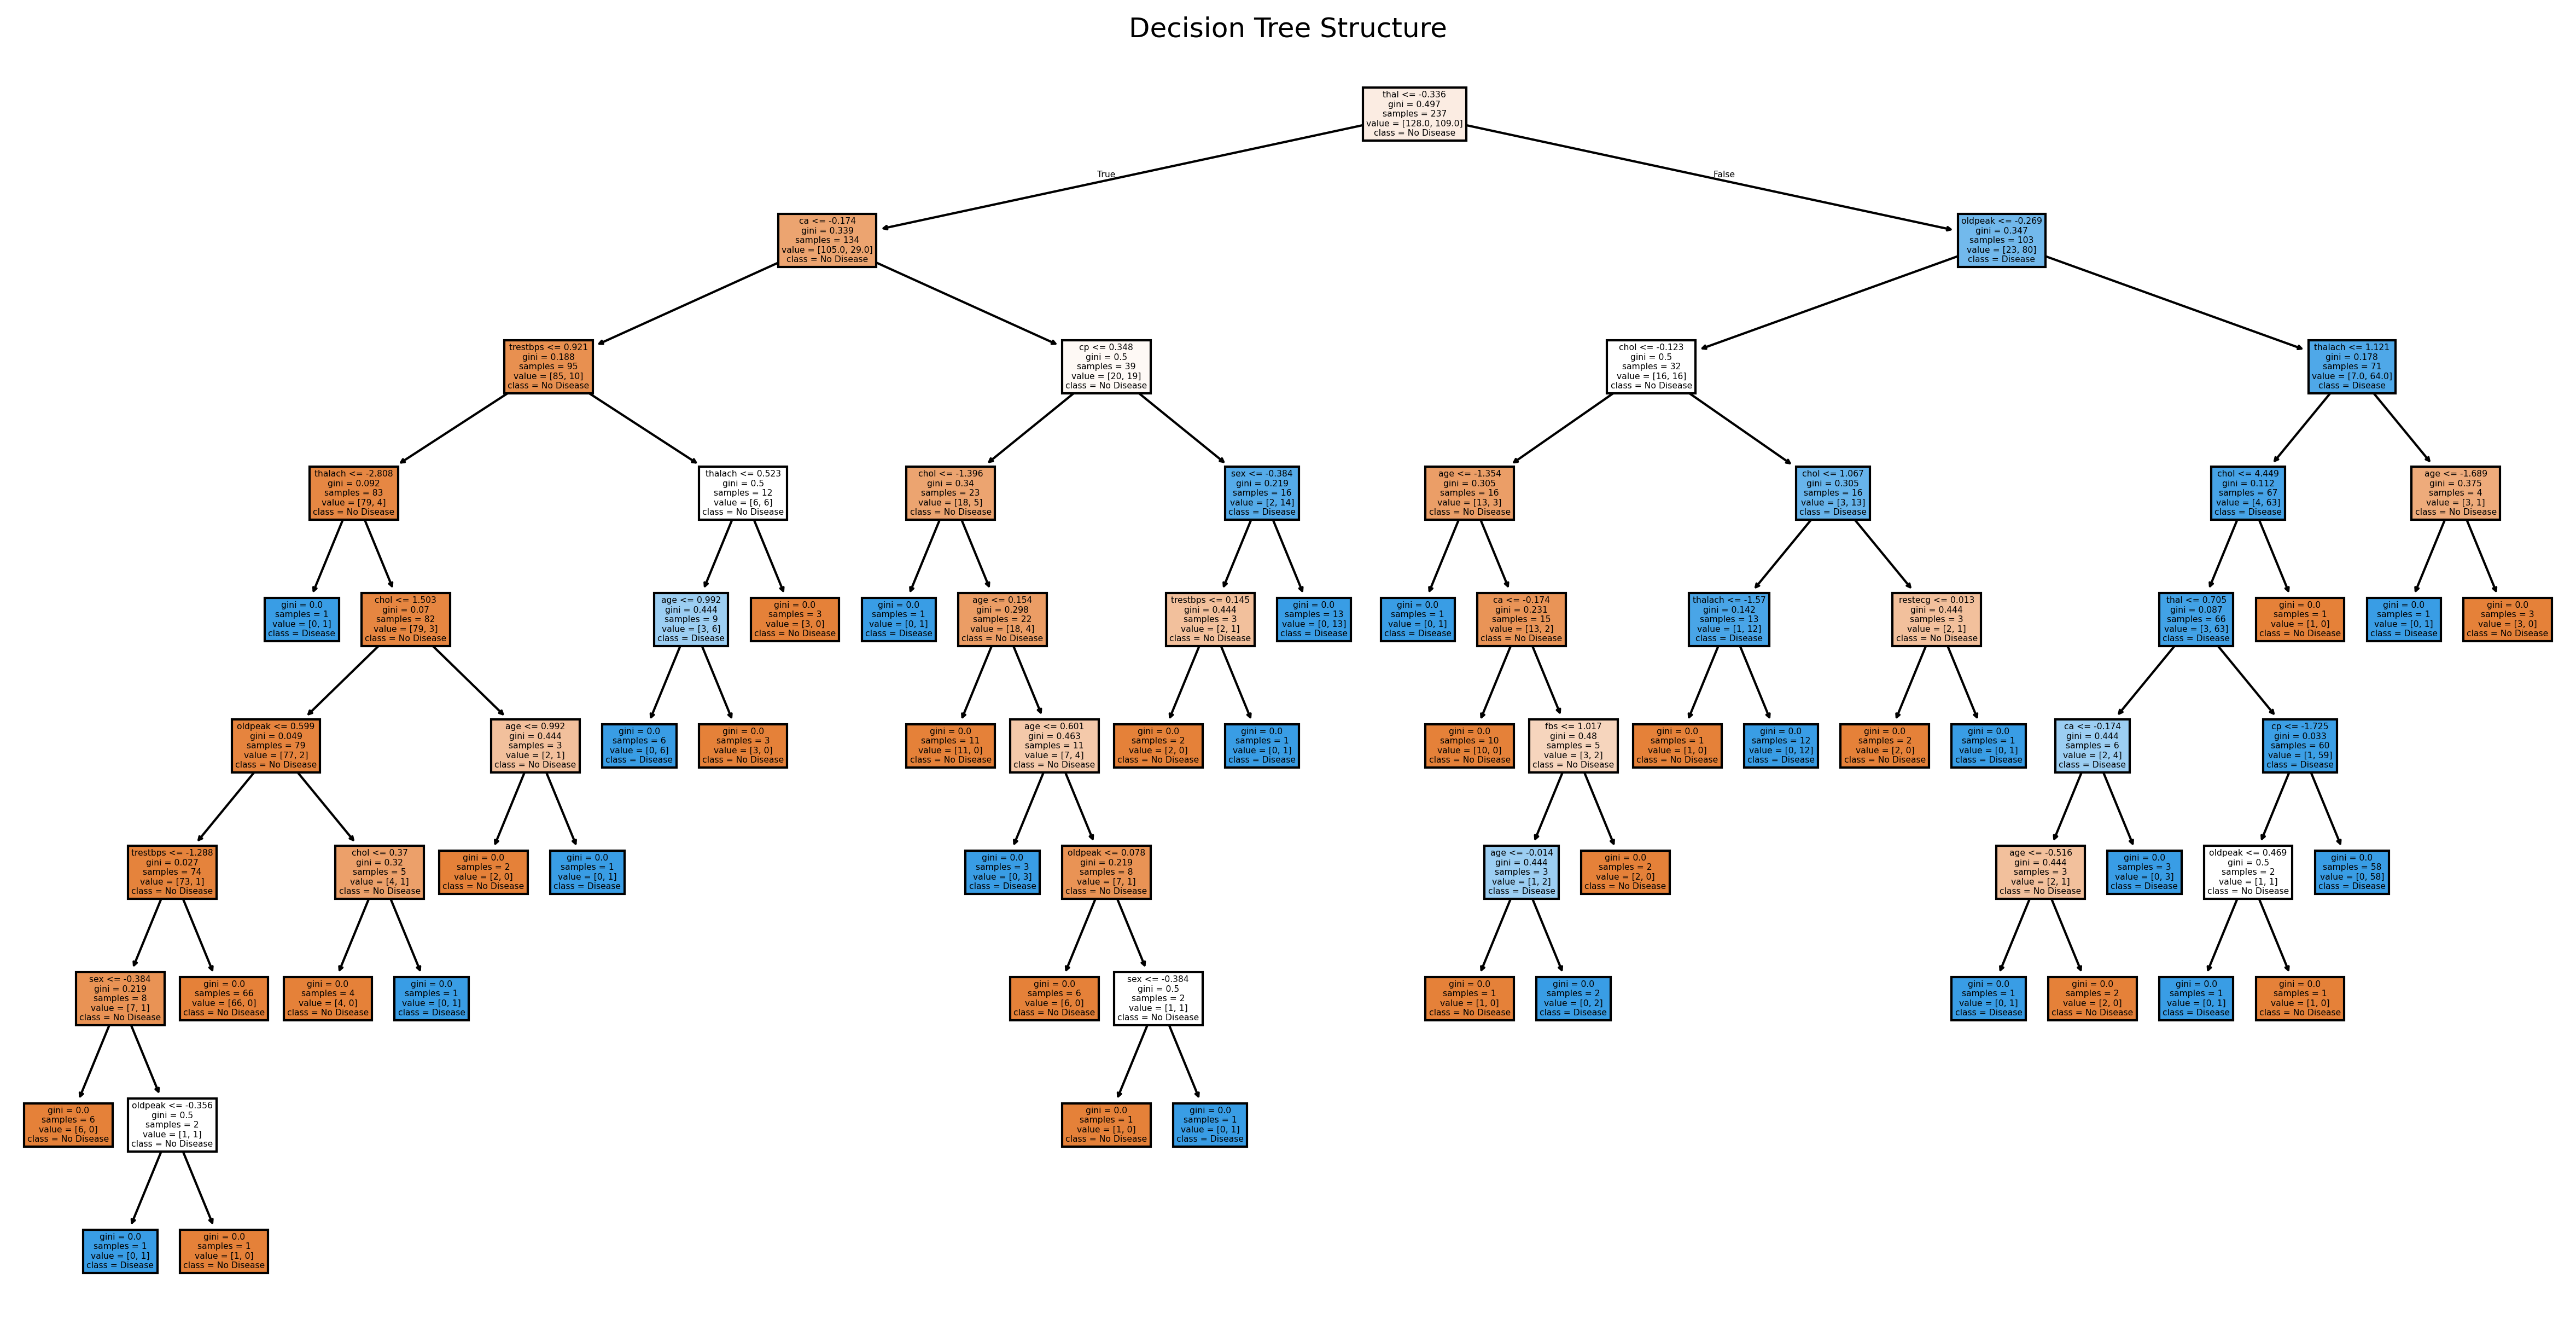 Decision Tree Structure
thal <= -0.336
gini = 0.497
samples = 237
value = [128.0, 109.0]
class = No Disease
True
False
ca <= -0.174
gini = 0.339
samples = 134
value = [105.0, 29.0]
class = No Disease
oldpeak <= -0.269
gini = 0.347
samples = 103
value = [23, 80]
class = Disease
trestbps <= 0.921
gini = 0.188
samples = 95
value = [85, 10]
class = No Disease
cp <= 0.348
gini = 0.5
samples = 39
value = [20, 19]
class = No Disease
chol <= -0.123
gini = 0.5
samples = 32
value = [16, 16]
class = No Disease
thalach <= 1.121
gini = 0.178
samples = 71
value = [7.0, 64.0]
class = Disease
thalach <= -2.808
gini = 0.092
samples = 83
value = [79, 4]
class = No Disease
thalach <= 0.523
gini = 0.5
samples = 12
value = [6, 6]
class = No Disease
chol <= -1.396
gini = 0.34
samples = 23
value = [18, 5]
class = No Disease
sex <= -0.384
gini = 0.219
samples = 16
value = [2, 14]
class = Disease
age <= -1.354
gini = 0.305
samples = 16
value = [13, 3]
class = No Disease
chol <= 1.067
gini = 0.305
samples = 16
value = [3, 13]
class = Disease
chol <= 4.449
gini = 0.112
samples = 67
value = [4, 63]
class = Disease
age <= -1.689
gini = 0.375
samples = 4
value = [3, 1]
class = No Disease
gini = 0.0
samples = 1
value = [0, 1]
class = Disease
chol <= 1.503
gini = 0.07
samples = 82
value = [79, 3]
class = No Disease
age <= 0.992
gini = 0.444
samples = 9
value = [3, 6]
class = Disease
gini = 0.0
samples = 3
value = [3, 0]
class = No Disease
gini = 0.0
samples = 1
value = [0, 1]
class = Disease
age <= 0.154
gini = 0.298
samples = 22
value = [18, 4]
class = No Disease
trestbps <= 0.145
gini = 0.444
samples = 3
value = [2, 1]
class = No Disease
gini = 0.0
samples = 13
value = [0, 13]
class = Disease
gini = 0.0
samples = 1
value = [0, 1]
class = Disease
ca <= -0.174
gini = 0.231
samples = 15
value = [13, 2]
class = No Disease
thalach <= -1.57
gini = 0.142
samples = 13
value = [1, 12]
class = Disease
restecg <= 0.013
gini = 0.444
samples = 3
value = [2, 1]
class = No Disease
thal <= 0.705
gini = 0.087
samples = 66
value = [3, 63]
class = Disease
gini = 0.0
samples = 1
value = [1, 0]
class = No Disease
gini = 0.0
samples = 1
value = [0, 1]
class = Disease
gini = 0.0
samples = 3
value = [3, 0]
class = No Disease
oldpeak <= 0.599
gini = 0.049
samples = 79
value = [77, 2]
class = No Disease
age <= 0.992
gini = 0.444
samples = 3
value = [2, 1]
class = No Disease
gini = 0.0
samples = 6
value = [0, 6]
class = Disease
gini = 0.0
samples = 3
value = [3, 0]
class = No Disease
gini = 0.0
samples = 11
value = [11, 0]
class = No Disease
age <= 0.601
gini = 0.463
samples = 11
value = [7, 4]
class = No Disease
gini = 0.0
samples = 2
value = [2, 0]
class = No Disease
gini = 0.0
samples = 1
value = [0, 1]
class = Disease
gini = 0.0
samples = 10
value = [10, 0]
class = No Disease
fbs <= 1.017
gini = 0.48
samples = 5
value = [3, 2]
class = No Disease
gini = 0.0
samples = 1
value = [1, 0]
class = No Disease
gini = 0.0
samples = 12
value = [0, 12]
class = Disease
gini = 0.0
samples = 2
value = [2, 0]
class = No Disease
gini = 0.0
samples = 1
value = [0, 1]
class = Disease
ca <= -0.174
gini = 0.444
samples = 6
value = [2, 4]
class = Disease
cp <= -1.725
gini = 0.033
samples = 60
value = [1, 59]
class = Disease
trestbps <= -1.288
gini = 0.027
samples = 74
value = [73, 1]
class = No Disease
chol <= 0.37
gini = 0.32
samples = 5
value = [4, 1]
class = No Disease
gini = 0.0
samples = 2
value = [2, 0]
class = No Disease
gini = 0.0
samples = 1
value = [0, 1]
class = Disease
gini = 0.0
samples = 3
value = [0, 3]
class = Disease
oldpeak <= 0.078
gini = 0.219
samples = 8
value = [7, 1]
class = No Disease
age <= -0.014
gini = 0.444
samples = 3
value = [1, 2]
class = Disease
gini = 0.0
samples = 2
value = [2, 0]
class = No Disease
age <= -0.516
gini = 0.444
samples = 3
value = [2, 1]
class = No Disease
gini = 0.0
samples = 3
value = [0, 3]
class = Disease
oldpeak <= 0.469
gini = 0.5
samples = 2
value = [1, 1]
class = No Disease
gini = 0.0
samples = 58
value = [0, 58]
class = Disease
sex <= -0.384
gini = 0.219
samples = 8
value = [7, 1]
class = No Disease
gini = 0.0
samples = 66
value = [66, 0]
class = No Disease
gini = 0.0
samples = 4
value = [4, 0]
class = No Disease
gini = 0.0
samples = 1
value = [0, 1]
class = Disease
gini = 0.0
samples = 6
value = [6, 0]
class = No Disease
sex <= -0.384
gini = 0.5
samples = 2
value = [1, 1]
class = No Disease
gini = 0.0
samples = 1
value = [1, 0]
class = No Disease
gini = 0.0
samples = 2
value = [0, 2]
class = Disease
gini = 0.0
samples = 1
value = [0, 1]
class = Disease
gini = 0.0
samples = 2
value = [2, 0]
class = No Disease
gini = 0.0
samples = 1
value = [0, 1]
class = Disease
gini = 0.0
samples = 1
value = [1, 0]
class = No Disease
gini = 0.0
samples = 6
value = [6, 0]
class = No Disease
oldpeak <= -0.356
gini = 0.5
samples = 2
value = [1, 1]
class = No Disease
gini = 0.0
samples = 1
value = [1, 0]
class = No Disease
gini = 0.0
samples = 1
value = [0, 1]
class = Disease
gini = 0.0
samples = 1
value = [0, 1]
class = Disease
gini = 0.0
samples = 1
value = [1, 0]
class = No Disease